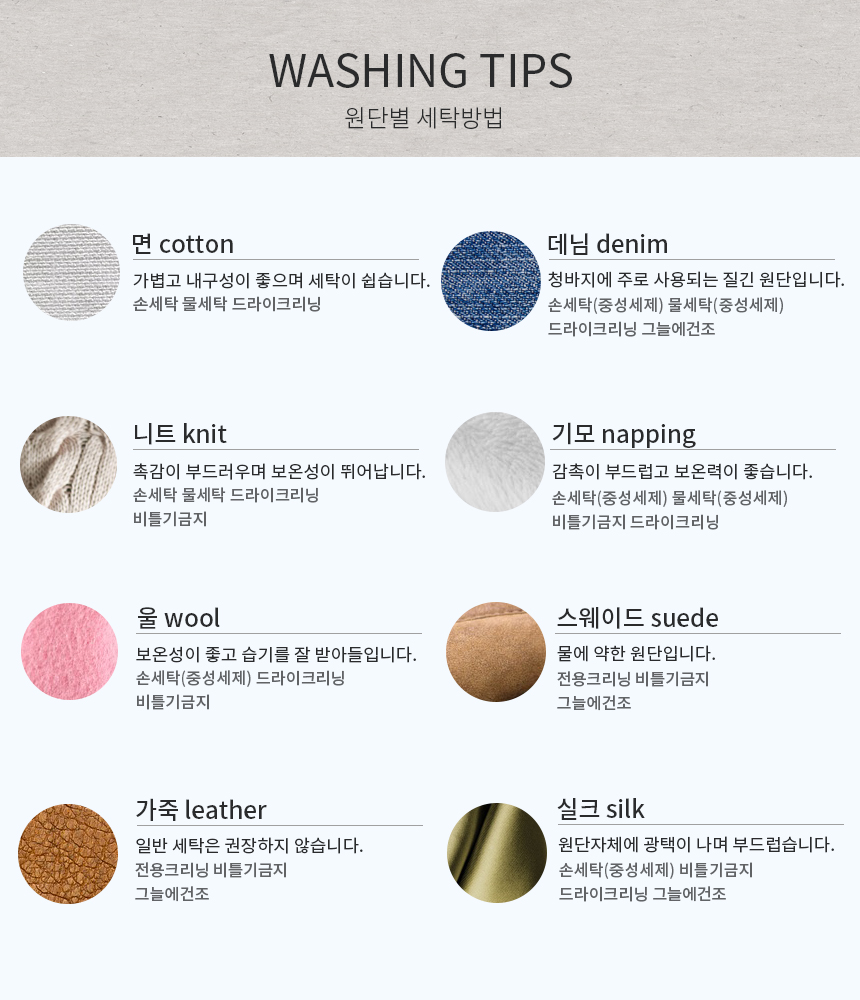 WASHING TIPS
원단별 세탁방법
면 cotton
가볍고 내구성이 좋으며 세탁이 쉽습니다.
손세탁 물세탁 드라이크리닝
데님 denim
청바지에 주로 사용되는 질긴 원단입니다.
손세탁(중성세제) 물세탁(중성세제)
드라이크리닝 그늘에건조
니트 knit
촉감이 부드러우며 보온성이 뛰어납니다.
손세탁 물세탁 드라이크리닝
비틀기금지
기모 napping
감촉이 부드럽고 보온력이 좋습니다.
손세탁(중성세제) 물세탁(중성세제)
비틀기금지 드라이크리닝
울 wool
보온성이 좋고 습기를 잘 받아들입니다.
손세탁(중성세제) 드라이크리닝
비틀기금지
스웨이드 suede
물에 약한 원단입니다.
전용크리닝 비틀기금지
그늘에건조
가죽 leather
일반 세탁은 권장하지 않습니다.
전용크리닝 비틀기금지
그늘에건조
실크 silk
원단자체에 광택이 나며 부드럽습니다.
손세탁(중성세제) 비틀기금지
드라이크리닝 그늘에건조